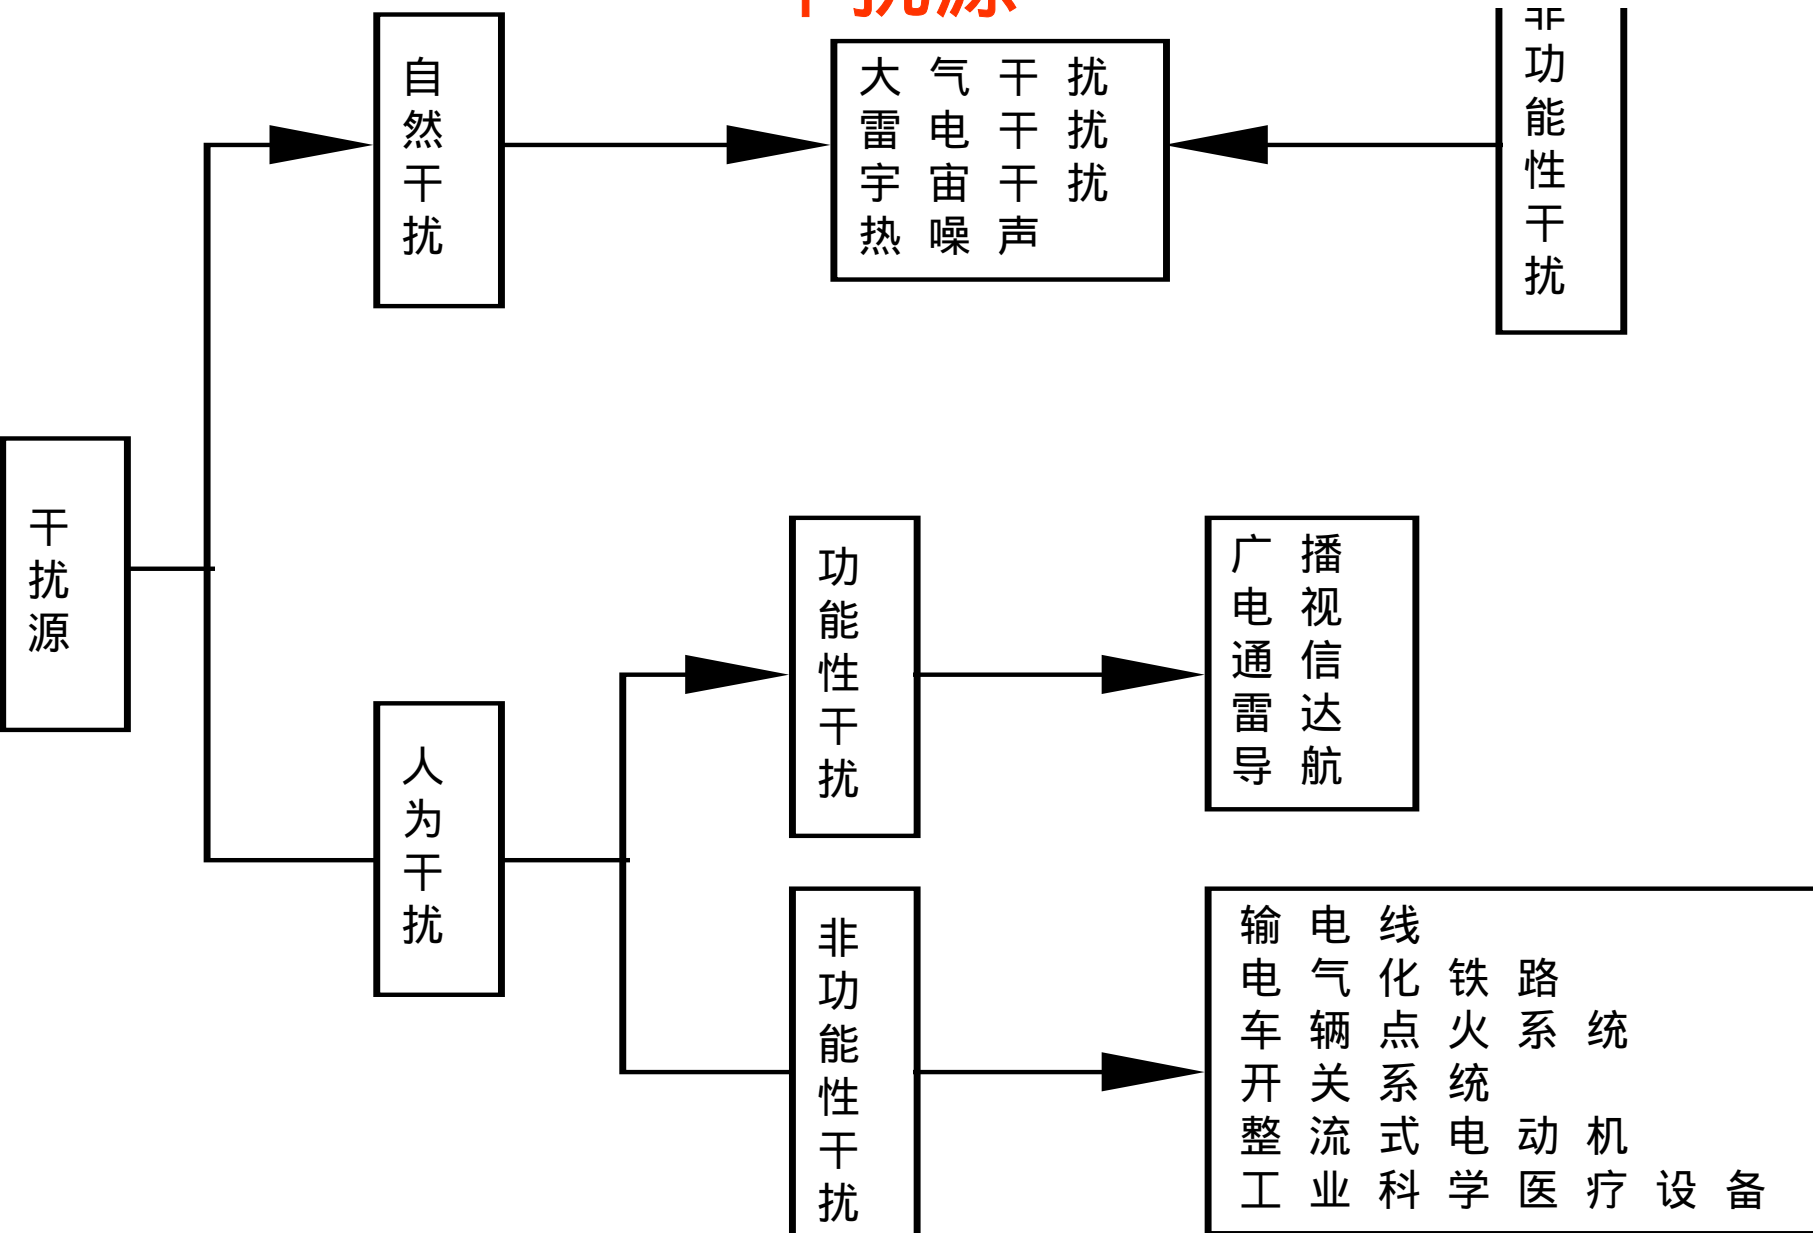 干扰源
自然干扰
大气干扰
雷电干扰
宇宙干扰
热噪声
非功能性干扰
干扰源
人为干扰
功能性干扰
广播
电视
通信
雷达
导航
非功能性干扰
输电线
电气化铁路
车辆点火系统
开关系统
整流式电动机
工业科学医疗设备